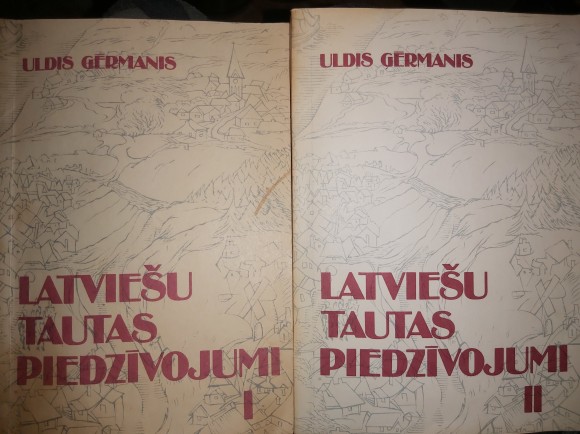 ULDIS GĒRMANIS
LATVIEŠU
TAUTAS
PIEDZĪVOJUMI
I
ULDIS GĒRMANIS
LATVIEŠU
TAUTAS
PIEDZĪVOJUMI
II